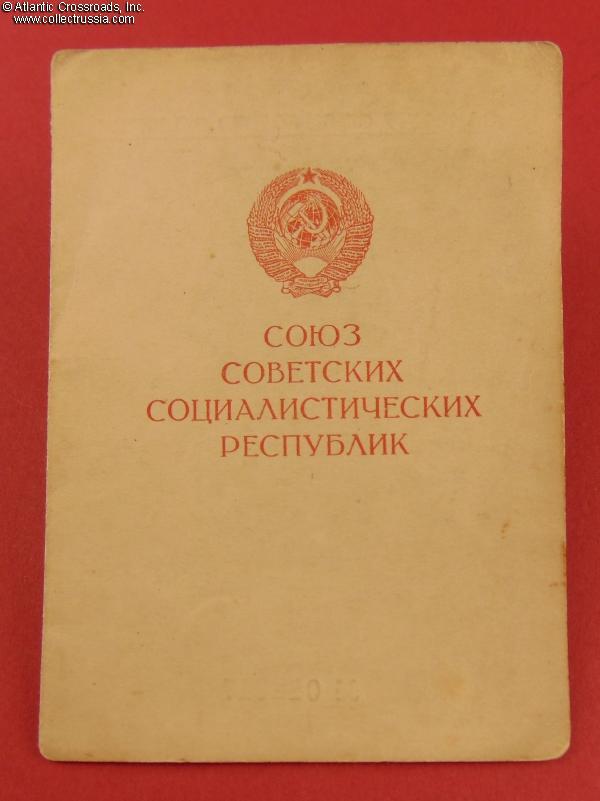 © Atlantic Crossroads, Inc.
www.collectrussia.com
СОЮЗ
СОВЕТСКИХ
СОЦИАЛИСТИЧЕСКИХ
РЕСПУБЛИК